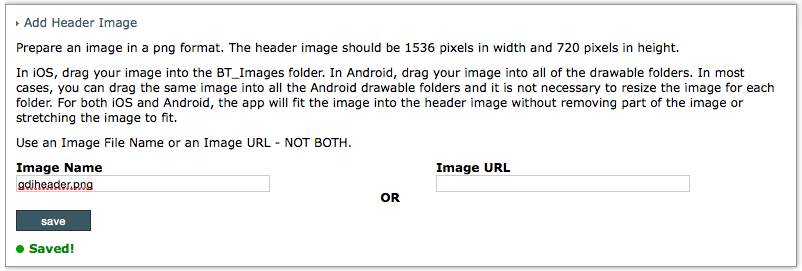 Add Header Image
Prepare an image in a png format. The header image should be 1536 pixels in width and 720 pixels in height.
In iOS, drag your image into the BT_Images folder. In Android, drag your image into all of the drawable folders. In most
cases, you can drag the same image into all the Android drawable folders and it is not necessary to resize the image for each
folder. For both iOS and Android, the app will fit the image into the header image without removing part of the image or
stretching the image to fit.
Use an Image File Name or an Image URL - NOT BOTH.
Image Name
Image URL
gdiheader.png
OR
save
Saved!